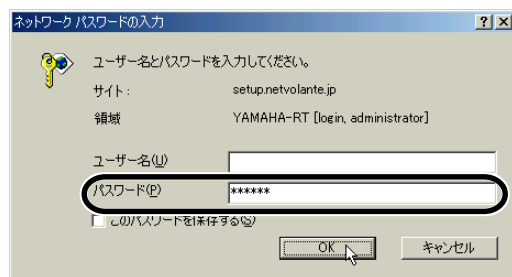 ネットワーク パスワードの入力
? ×
ユーザー名とパスワードを入力してください。
サイト: setup.netvolante.jp
領域 YAMAHA-RT [login, administrator]
ユーザー名(U)
パスワード(P) ******
このパスワードを保存する(S)
OK キャンセル